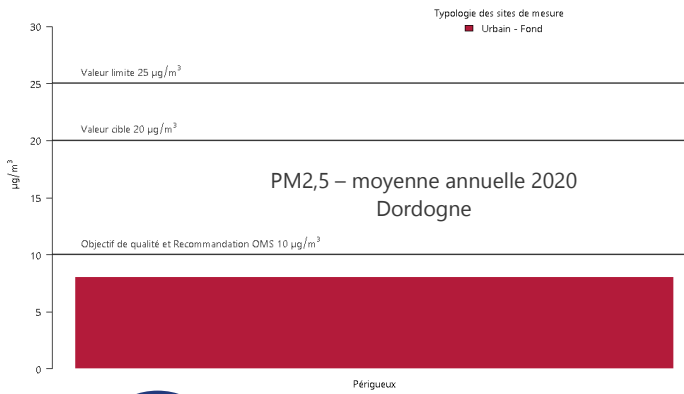 Typologie des sites de mesure
Urbain - Fond
30
Valeur limite 25 µg/m³
25
Valeur cible 20 µg/m³
20
µg/m³
PM2,5 – moyenne annuelle 2020
Dordogne
15
Objectif de qualité et Recommandation OMS 10 µg/m³
10
5
0
Périgueux